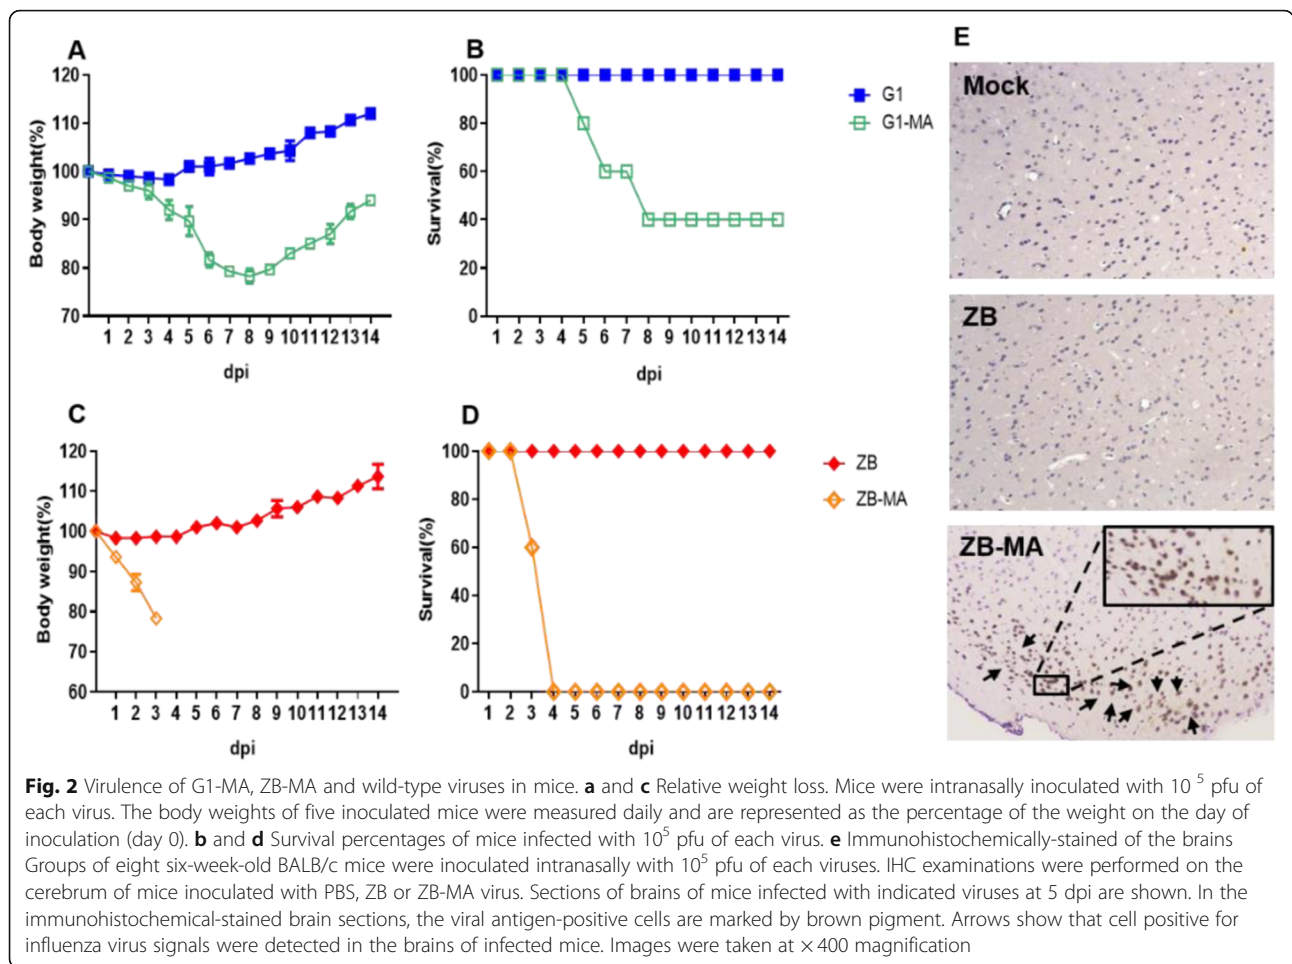 A
120
110
100
90
80
70
Body weight(%)
1 2 3 4 5 6 7 8 9 10 11 12 13 14
dpi
B
100
80
60
40
20
0
Survival(%)
1 2 3 4 5 6 7 8 9 10 11 12 13 14
dpi
G1
G1-MA
C
120
110
100
90
80
70
60
Body weight(%)
1 2 3 4 5 6 7 8 9 10 11 12 13 14
dpi
D
100
80
60
40
20
0
Survival(%)
1 2 3 4 5 6 7 8 9 10 11 12 13 14
dpi
ZB
ZB-MA
E
Mock
ZB
ZB-MA
Fig. 2 Virulence of G1-MA, ZB-MA and wild-type viruses in mice. a and c Relative weight loss. Mice were intranasally inoculated with 10 ⁵ pfu of
each virus. The body weights of five inoculated mice were measured daily and are represented as the percentage of the weight on the day of
inoculation (day 0). b and d Survival percentages of mice infected with 10⁵ pfu of each virus. e Immunohistochemically-stained of the brains
Groups of eight six-week-old BALB/c mice were inoculated intranasally with 10⁵ pfu of each viruses. IHC examinations were performed on the
cerebrum of mice inoculated with PBS, ZB or ZB-MA virus. Sections of brains of mice infected with indicated viruses at 5 dpi are shown. In the
immunohistochemical-stained brain sections, the viral antigen-positive cells are marked by brown pigment. Arrows show that cell positive for
influenza virus signals were detected in the brains of infected mice. Images were taken at × 400 magnification